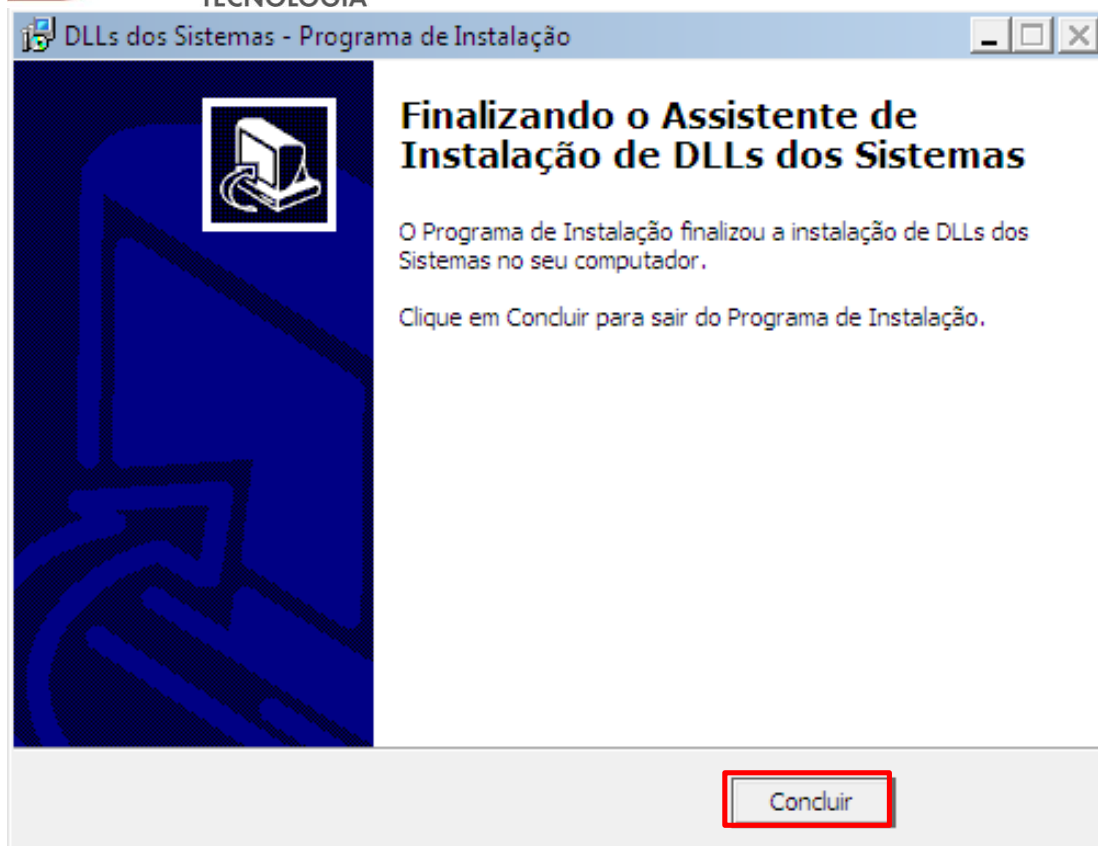 TECNOLOGIA
DLLs dos Sistemas - Programa de Instalação
Finalizando o Assistente de
Instalação de DLLs dos Sistemas
O Programa de Instalação finalizou a instalação de DLLs dos
Sistemas no seu computador.
Clique em Concluir para sair do Programa de Instalação.
Concluir